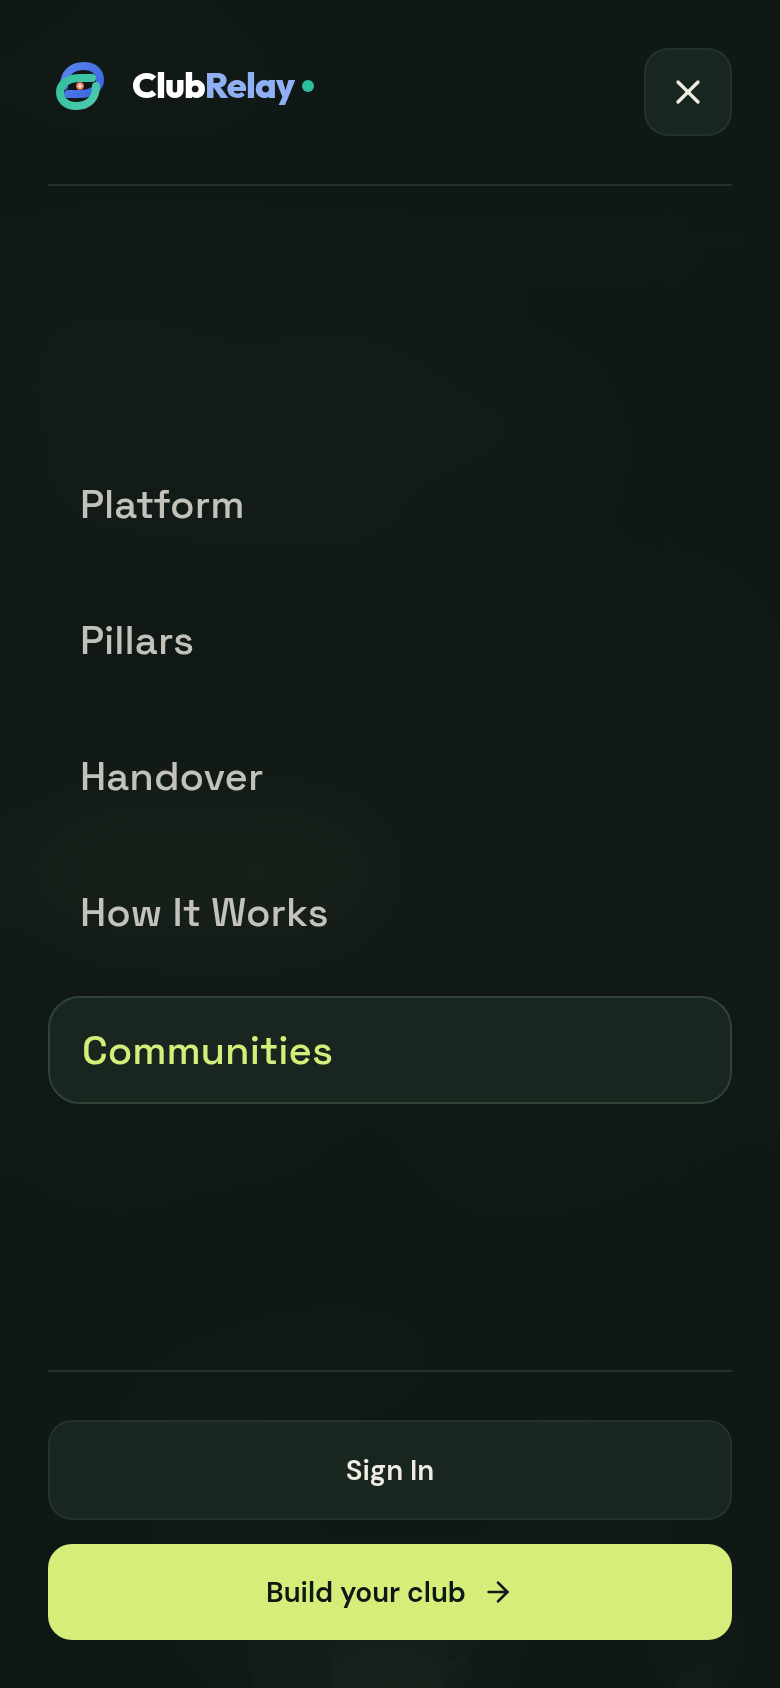 ClubRelay
Platform
Pillars
Handover
How It Works
Communities
Sign In
Build your club →